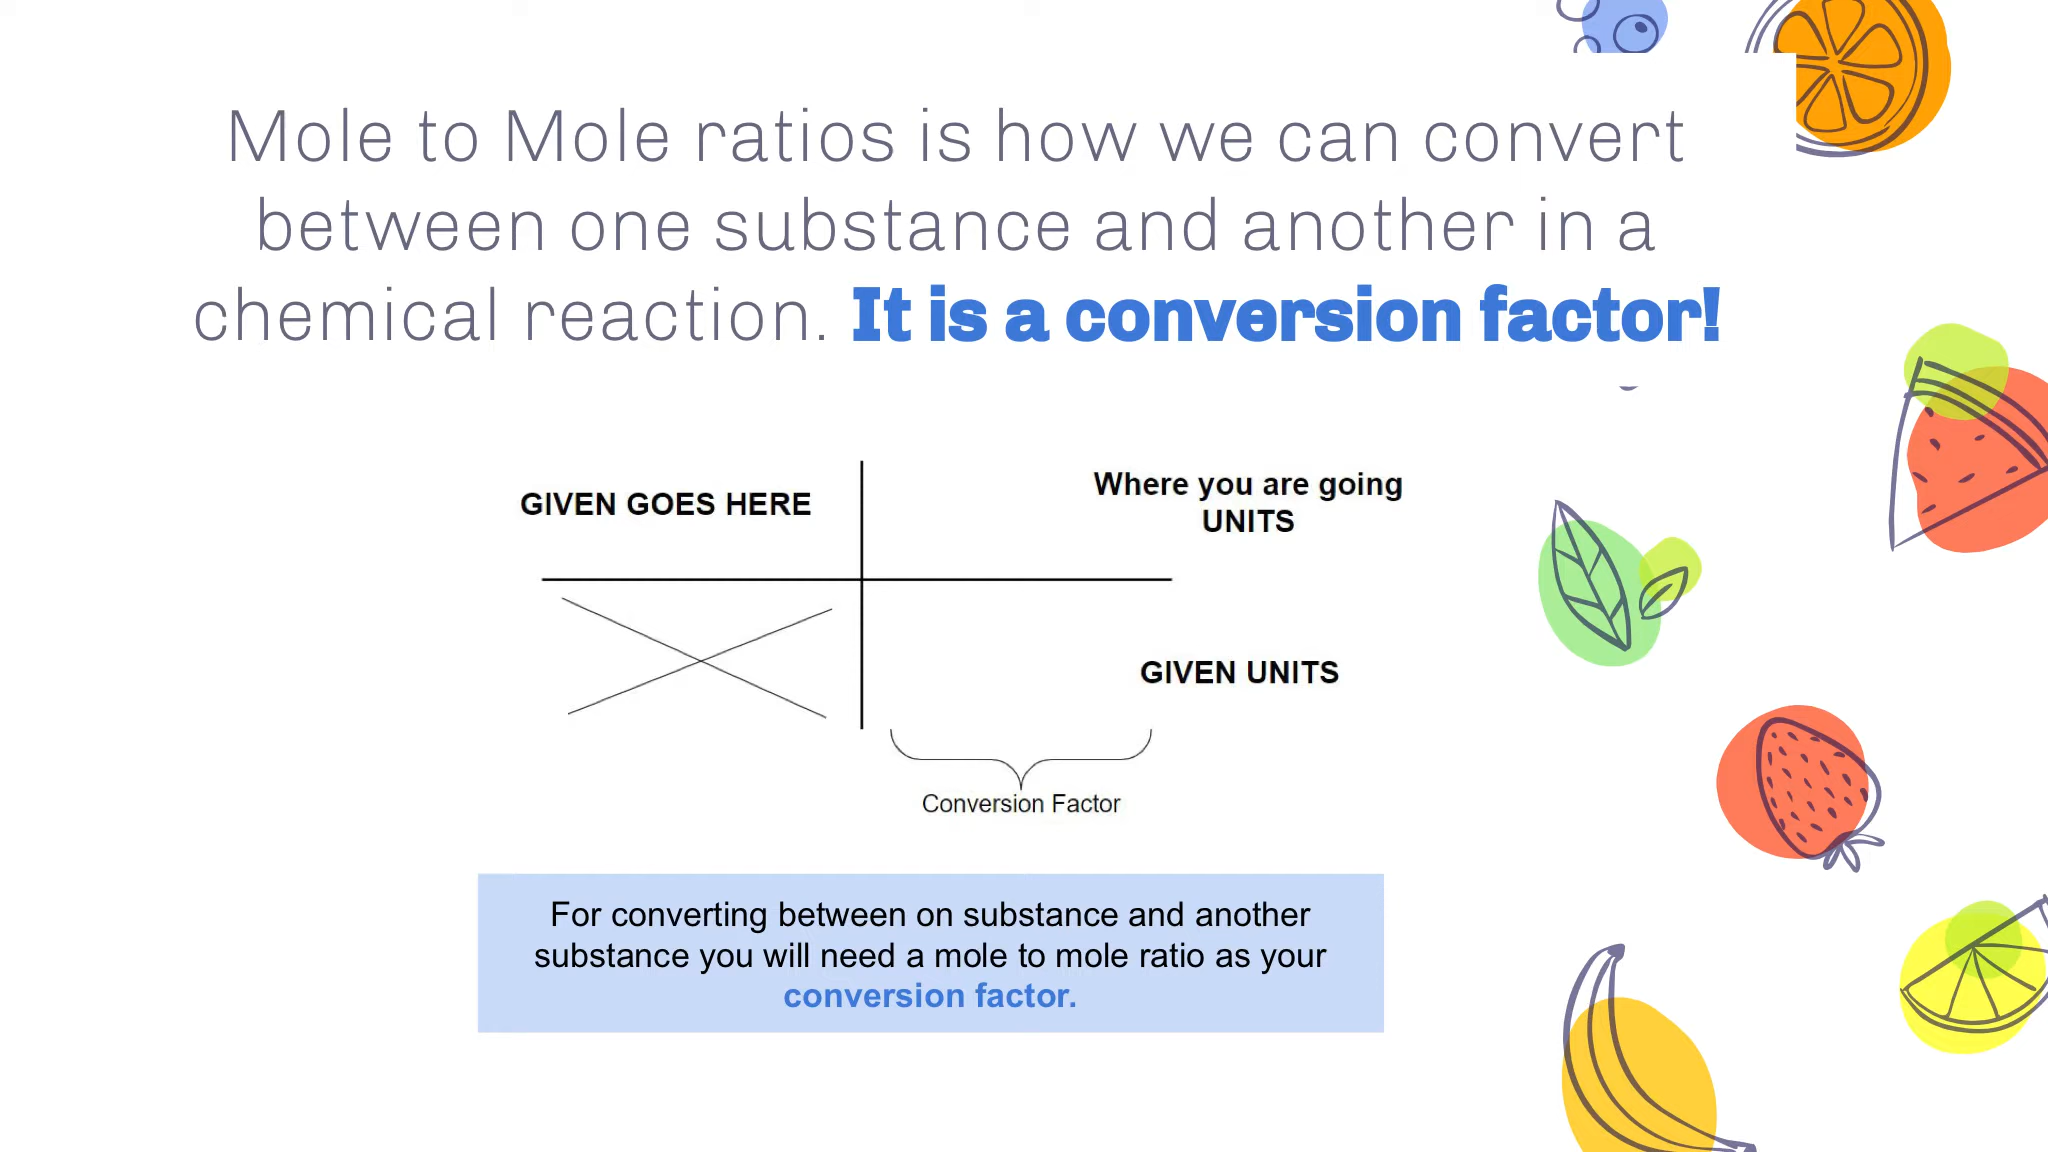 Mole to Mole ratios is how we can convert
between one substance and another in a
chemical reaction. It is a conversion factor!
GIVEN GOES HERE
Where you are going
UNITS
GIVEN UNITS
Conversion Factor
For converting between on substance and another
substance you will need a mole to mole ratio as your
conversion factor.